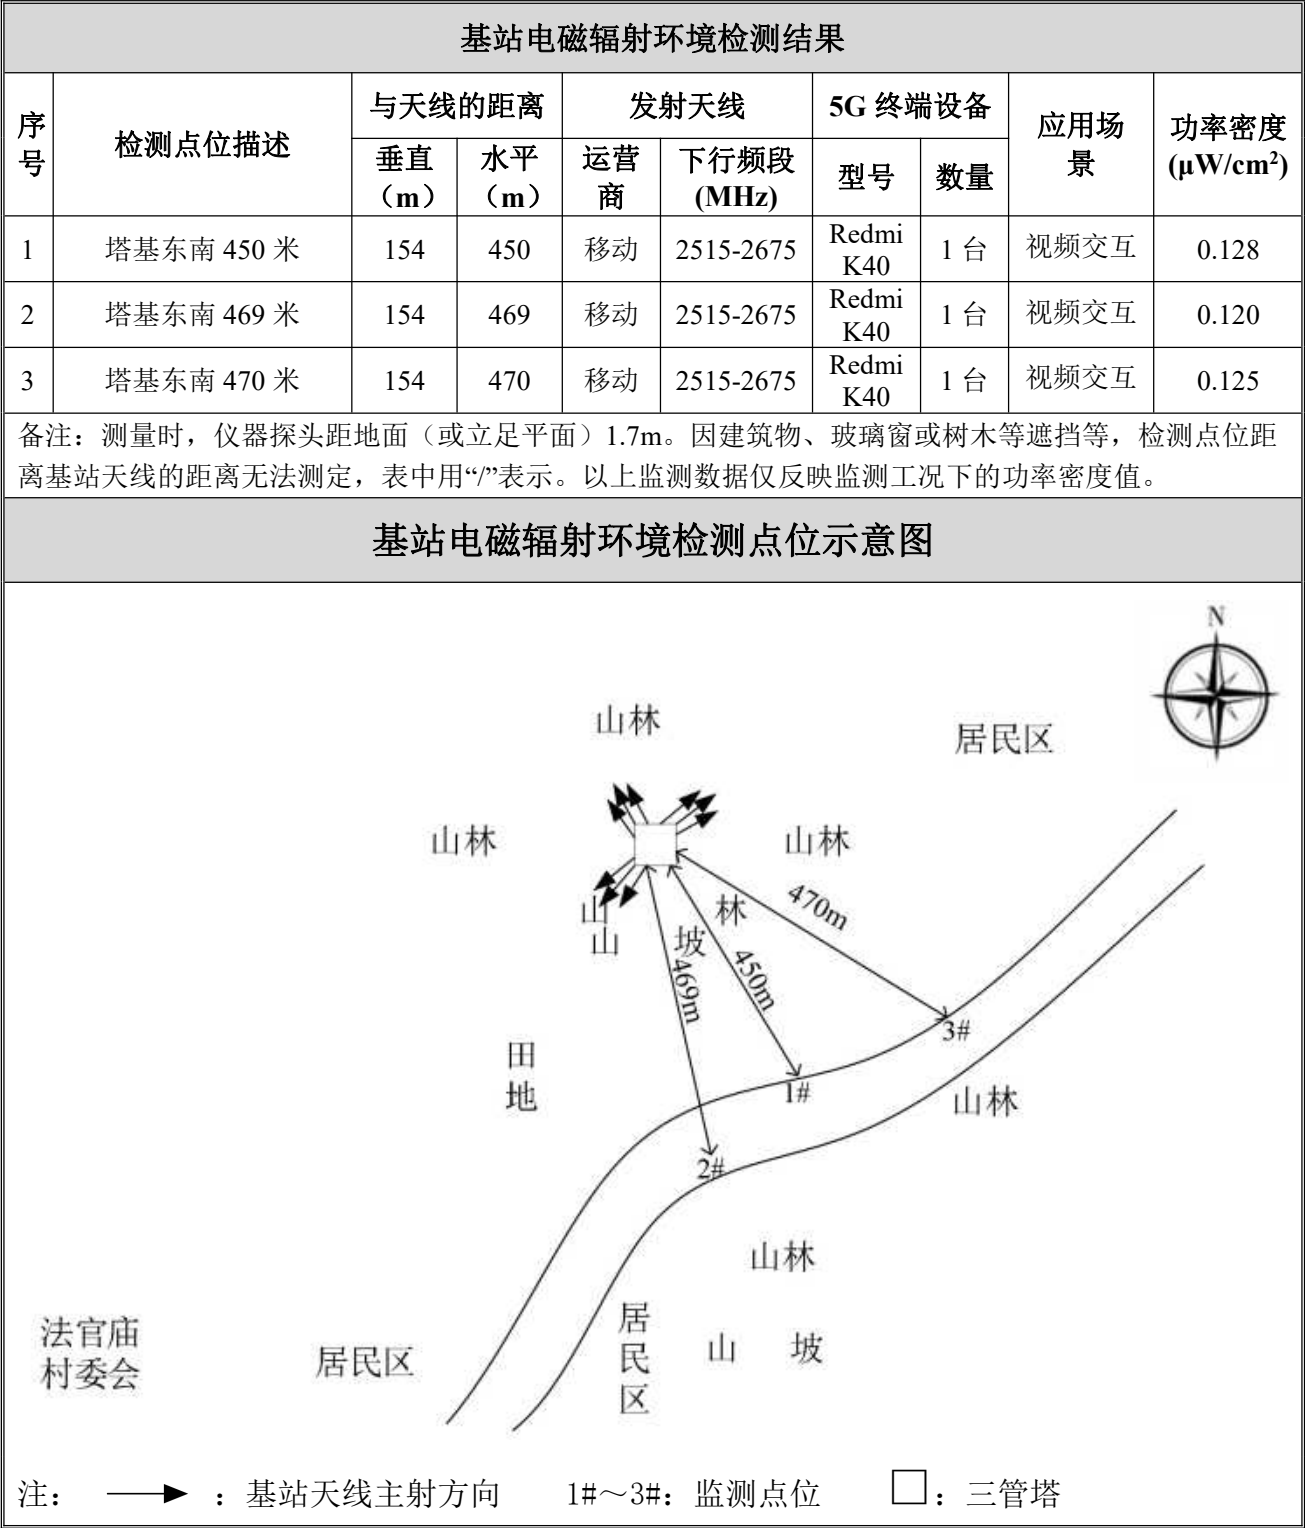 基站电磁辐射环境检测结果
序号 检测点位描述 与天线的距离 发射天线 5G 终端设备 应用场景 功率密度(μW/cm²)
垂直（m） 水平（m） 运营商 下行频段(MHz) 型号 数量
1 塔基东南 450 米 154 450 移动 2515-2675 Redmi K40 1 台 视频交互 0.128
2 塔基东南 469 米 154 469 移动 2515-2675 Redmi K40 1 台 视频交互 0.120
3 塔基东南 470 米 154 470 移动 2515-2675 Redmi K40 1 台 视频交互 0.125
备注：测量时，仪器探头距地面（或立足平面）1.7m。因建筑物、玻璃窗或树木等遮挡等，检测点位距
离基站天线的距离无法测定，表中用“/”表示。以上监测数据仅反映监测工况下的功率密度值。
基站电磁辐射环境检测点位示意图
N
山林
居民区
山林
山林
山 林
山 坡
470m
450m
469m
3#
田地
1#
山林
2#
山林
法官庙
村委会
居民区
居民区
山 坡
注： ：基站天线主射方向 1#～3#：监测点位 ：三管塔